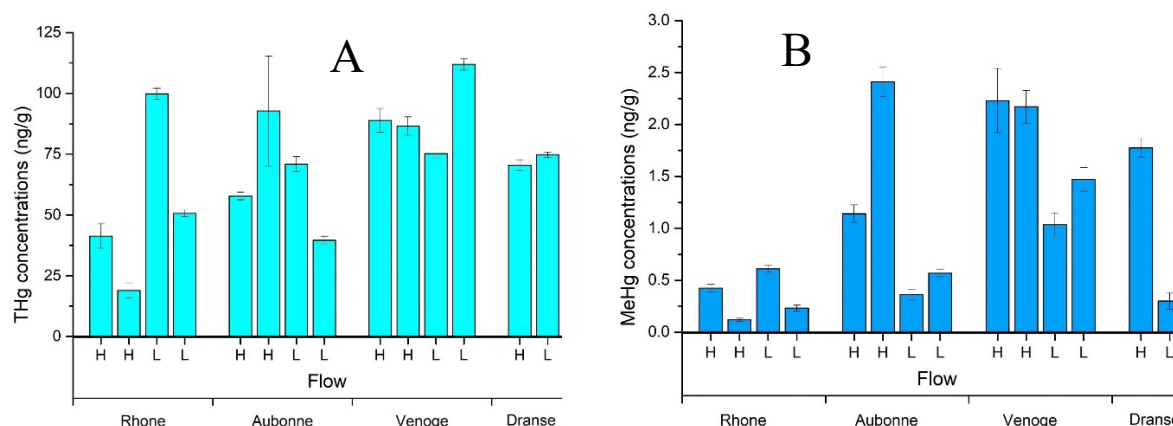 A
THg concentrations (ng/g)
125
100
75
50
25
0
H H L L H H L L H H L L H L
Flow
Rhone Aubonne Venoge Dranse
B
MeHg concentrations (ng/g)
3.0
2.5
2.0
1.5
1.0
0.5
0.0
H H L L H H L L H H L L H L
Flow
Rhone Aubonne Venoge Dranse